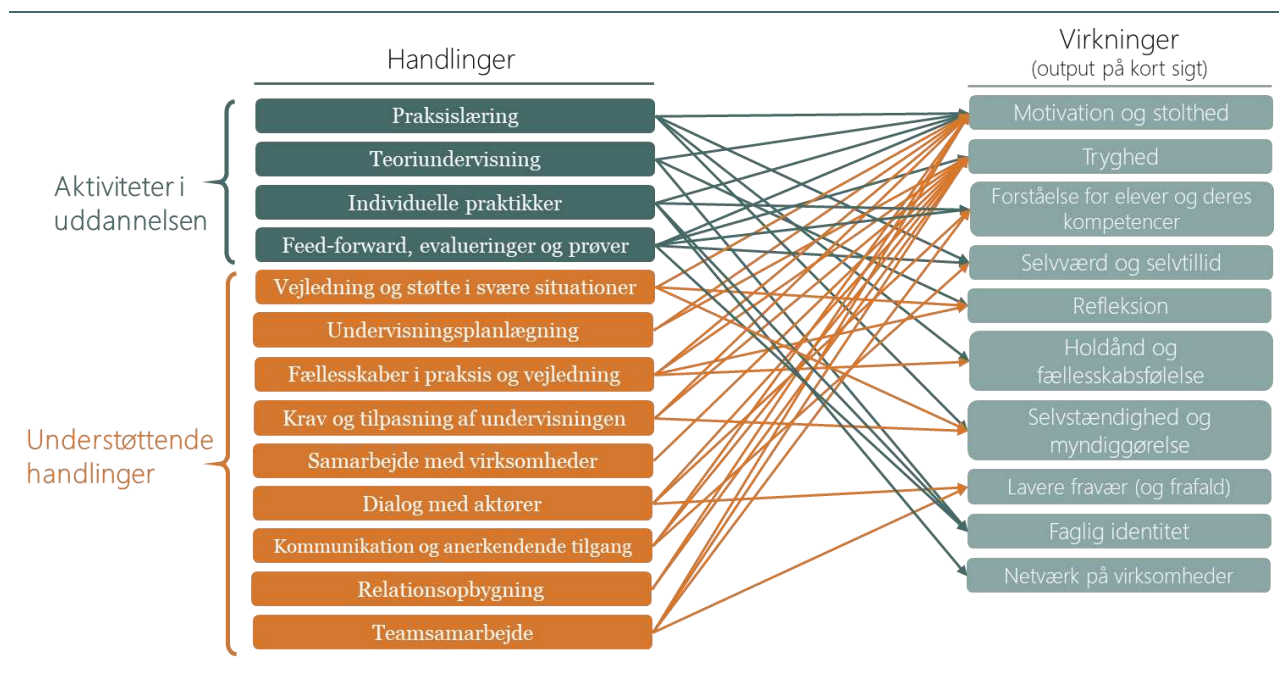 Handlinger
Virkninger
(output på kort sigt)
Aktiviteter i
uddannelsen
Praksislæring
Teoriundervisning
Individuelle praktikker
Feed-forward, evalueringer og prøver
Understøttende
handlinger
Vejledning og støtte i svære situationer
Undervisningsplanlægning
Fællesskaber i praksis og vejledning
Krav og tilpasning af undervisningen
Samarbejde med virksomheder
Dialog med aktører
Kommunikation og anerkendende tilgang
Relationsopbygning
Teamsamarbejde
Motivation og stolthed
Tryghed
Forståelse for elever og deres
kompetencer
Selvværd og selvtillid
Refleksion
Holdånd og
fællesskabsfølelse
Selvstændighed og
myndiggørelse
Lavere fravær (og frafald)
Faglig identitet
Netværk på virksomheder